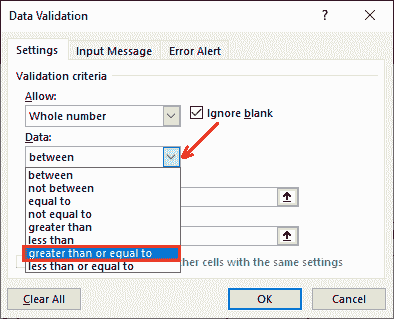 Data Validation ? ×
Settings Input Message Error Alert
Validation criteria
Allow:
Whole number Ignore blank
Data:
between
between
not between
equal to
not equal to
greater than
less than
greater than or equal to
less than or equal to
her cells with the same settings
Clear All OK Cancel